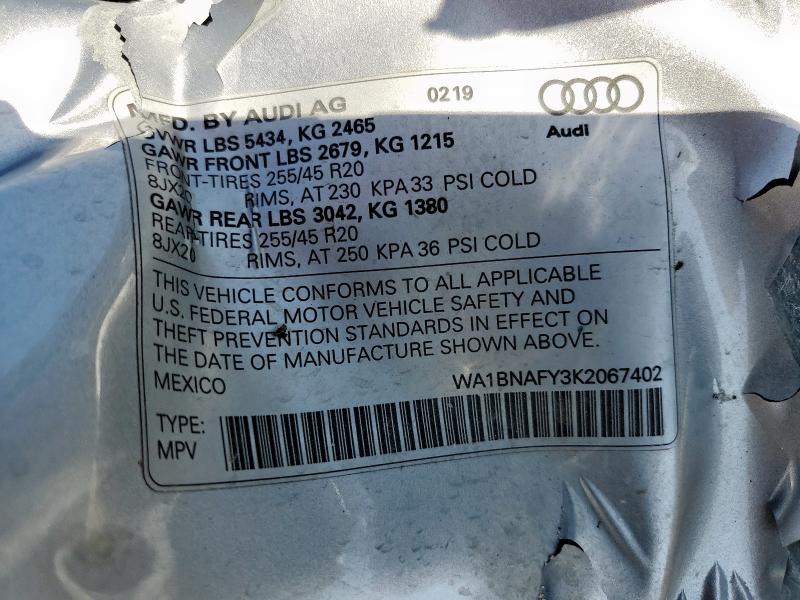 MFD. BY AUDI AG 0219
Audi
GVWR LBS 5434, KG 2465
GAWR FRONT LBS 2679, KG 1215
FRONT-TIRES 255/45 R20
8JX20 RIMS, AT 230 KPA 33 PSI COLD
GAWR REAR LBS 3042, KG 1380
REAR-TIRES 255/45 R20
8JX20 RIMS, AT 250 KPA 36 PSI COLD
THIS VEHICLE CONFORMS TO ALL APPLICABLE
U.S. FEDERAL MOTOR VEHICLE SAFETY AND
THEFT PREVENTION STANDARDS IN EFFECT ON
THE DATE OF MANUFACTURE SHOWN ABOVE.
MEXICO WA1BNAFY3K2067402
TYPE:
MPV